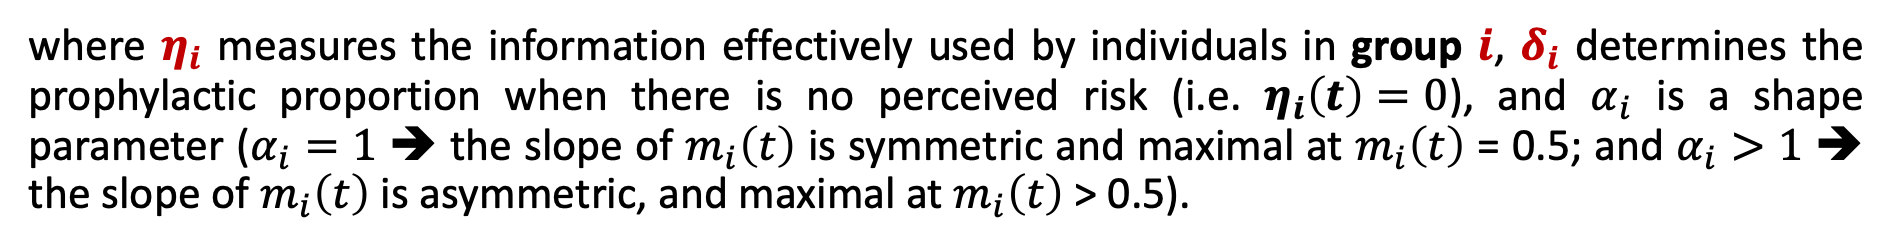 where ηᵢ measures the information effectively used by individuals in group i, δᵢ determines the
prophylactic proportion when there is no perceived risk (i.e. ηᵢ(t) = 0), and αᵢ is a shape
parameter (αᵢ = 1 ➔ the slope of mᵢ(t) is symmetric and maximal at mᵢ(t) = 0.5; and αᵢ > 1 ➔
the slope of mᵢ(t) is asymmetric, and maximal at mᵢ(t) > 0.5).